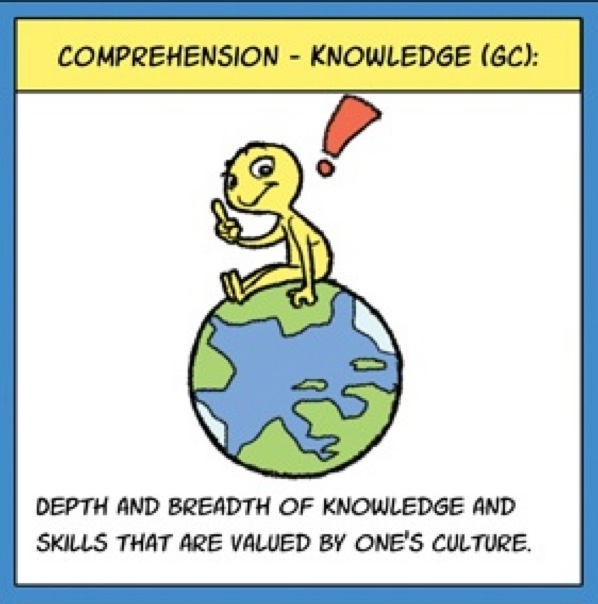 COMPREHENSION - KNOWLEDGE (GC):
!
DEPTH AND BREADTH OF KNOWLEDGE AND
SKILLS THAT ARE VALUED BY ONE'S CULTURE.